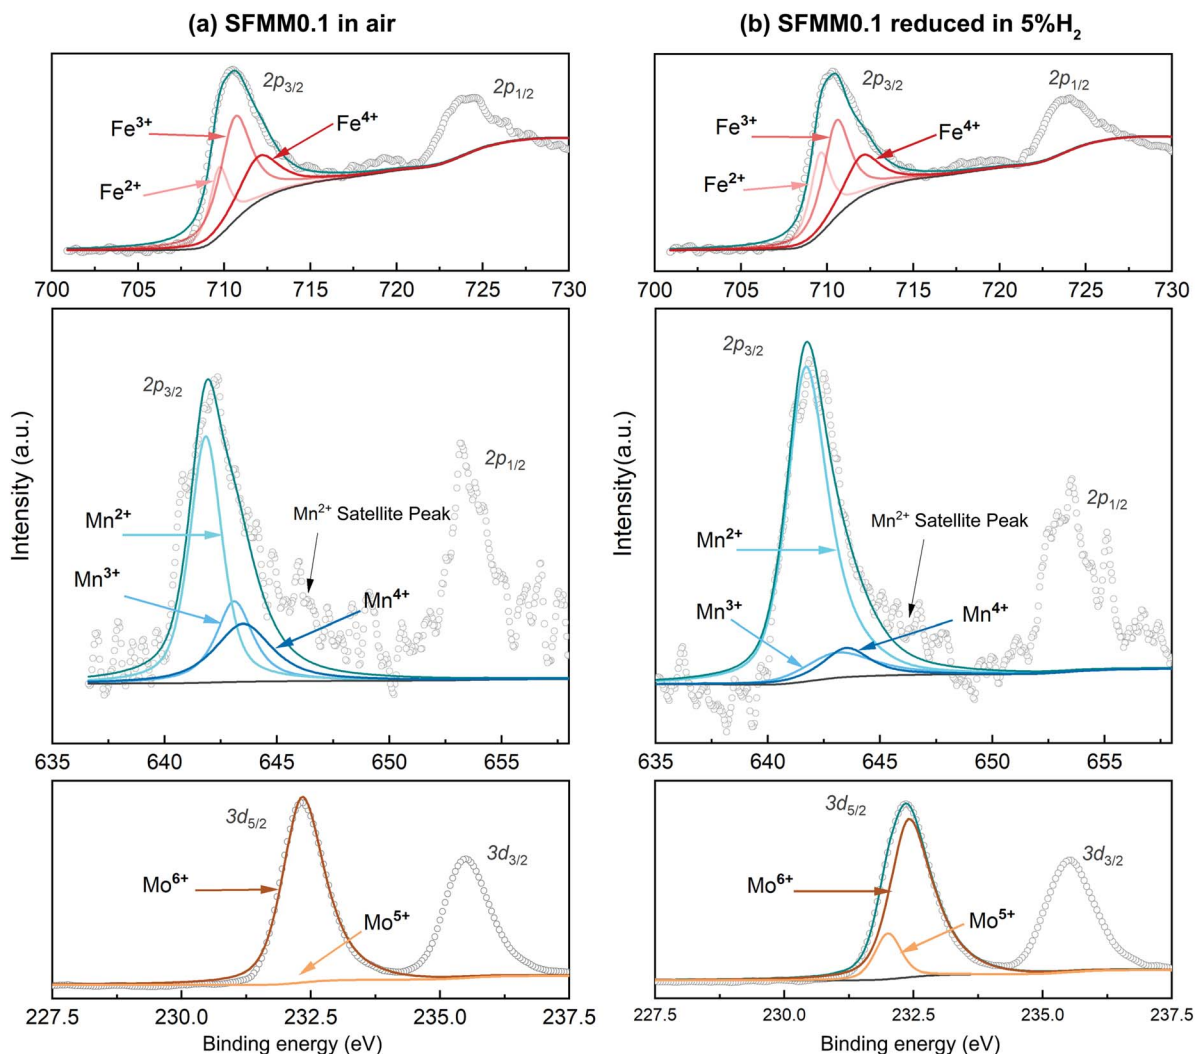 (a) SFMM0.1 in air
2p3/2
2p1/2
Fe3+
Fe4+
Fe2+
700 705 710 715 720 725 730
2p3/2
2p1/2
Mn2+ Satellite Peak
Mn2+
Mn3+
Mn4+
Intensity (a.u.)
635 640 645 650 655
3d5/2
3d3/2
Mo6+
Mo5+
227.5 230.0 232.5 235.0 237.5
Binding energy (eV)
(b) SFMM0.1 reduced in 5%H2
2p3/2
2p1/2
Fe3+
Fe4+
Fe2+
700 705 710 715 720 725 730
2p3/2
2p1/2
Mn2+ Satellite Peak
Mn2+
Mn3+
Mn4+
Intensity(a.u.)
635 640 645 650 655
3d5/2
3d3/2
Mo6+
Mo5+
227.5 230.0 232.5 235.0 237.5
Binding energy (eV)